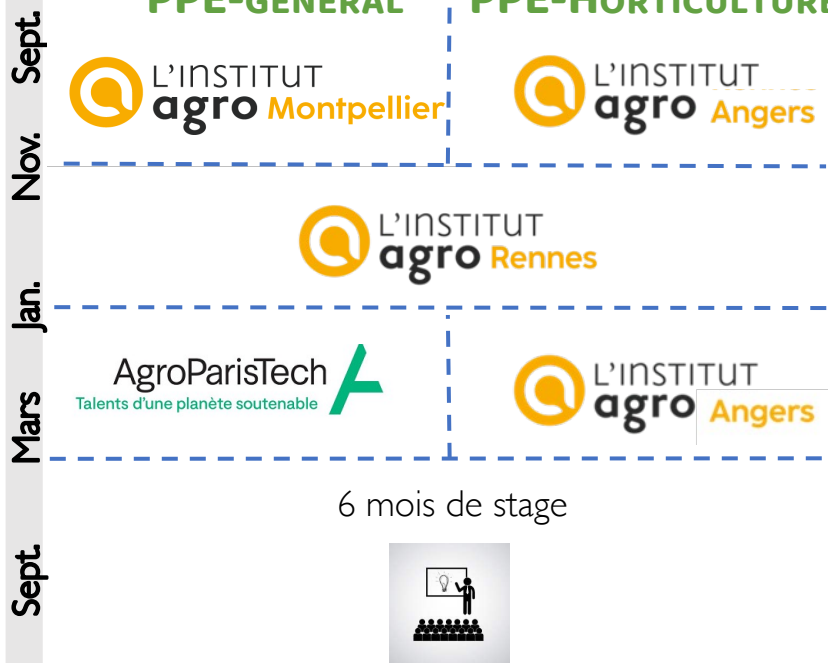 PPE-GÉNÉRAL
PPE-HORTICULTURE
Sept.
L'INSTITUT
agro Montpellier
L'INSTITUT
agro Angers
Nov.
L'INSTITUT
agro Rennes
Jan.
AgroParisTech
Talents d'une planète soutenable
L'INSTITUT
agro Angers
Mars
6 mois de stage
Sept.